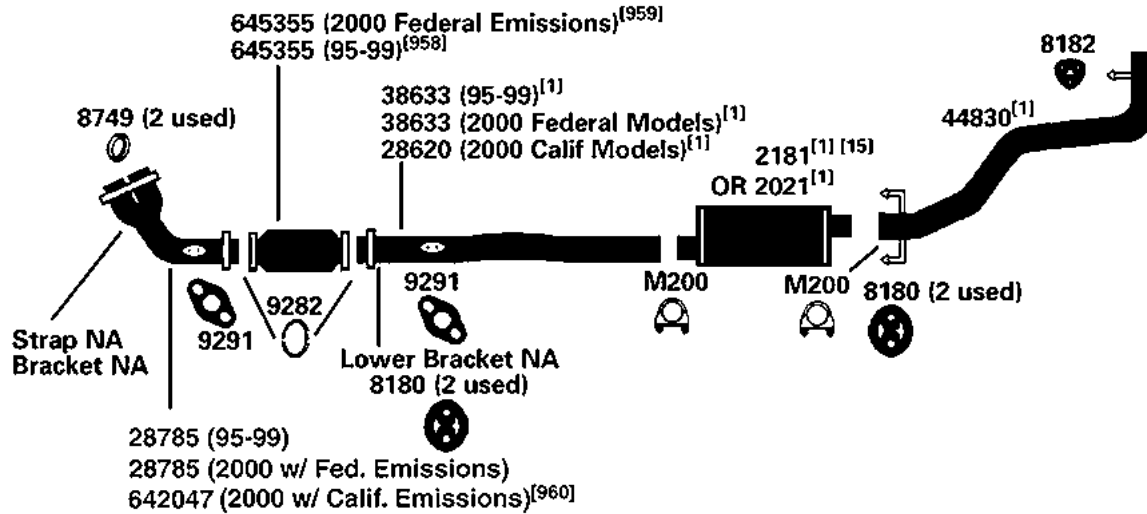 645355 (2000 Federal Emissions)[959]
645355 (95-99)[958]
8182
8749 (2 used)
38633 (95-99)[1]
38633 (2000 Federal Models)[1]
28620 (2000 Calif Models)[1]
44830[1]
2181[1] [15]
OR 2021[1]
9291
9282
9291
M200
M200
8180 (2 used)
Strap NA
Bracket NA
Lower Bracket NA
8180 (2 used)
28785 (95-99)
28785 (2000 w/ Fed. Emissions)
642047 (2000 w/ Calif. Emissions)[960]